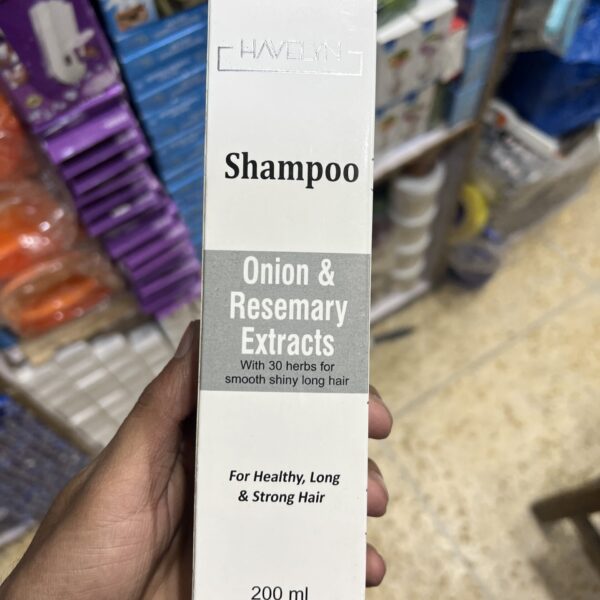 HAVELYN
Shampoo
Onion &
Resemary
Extracts
With 30 herbs for
smooth shiny long hair
For Healthy, Long
& Strong Hair
200 ml